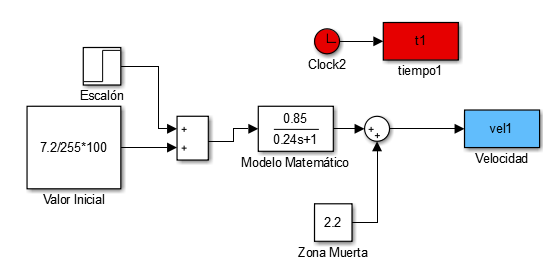 t1
Clock2
tiempo1
Escalón
+
+
7.2/255*100
Valor Inicial
0.85
0.24s+1
Modelo Matemático
+
+
vel1
Velocidad
2.2
Zona Muerta